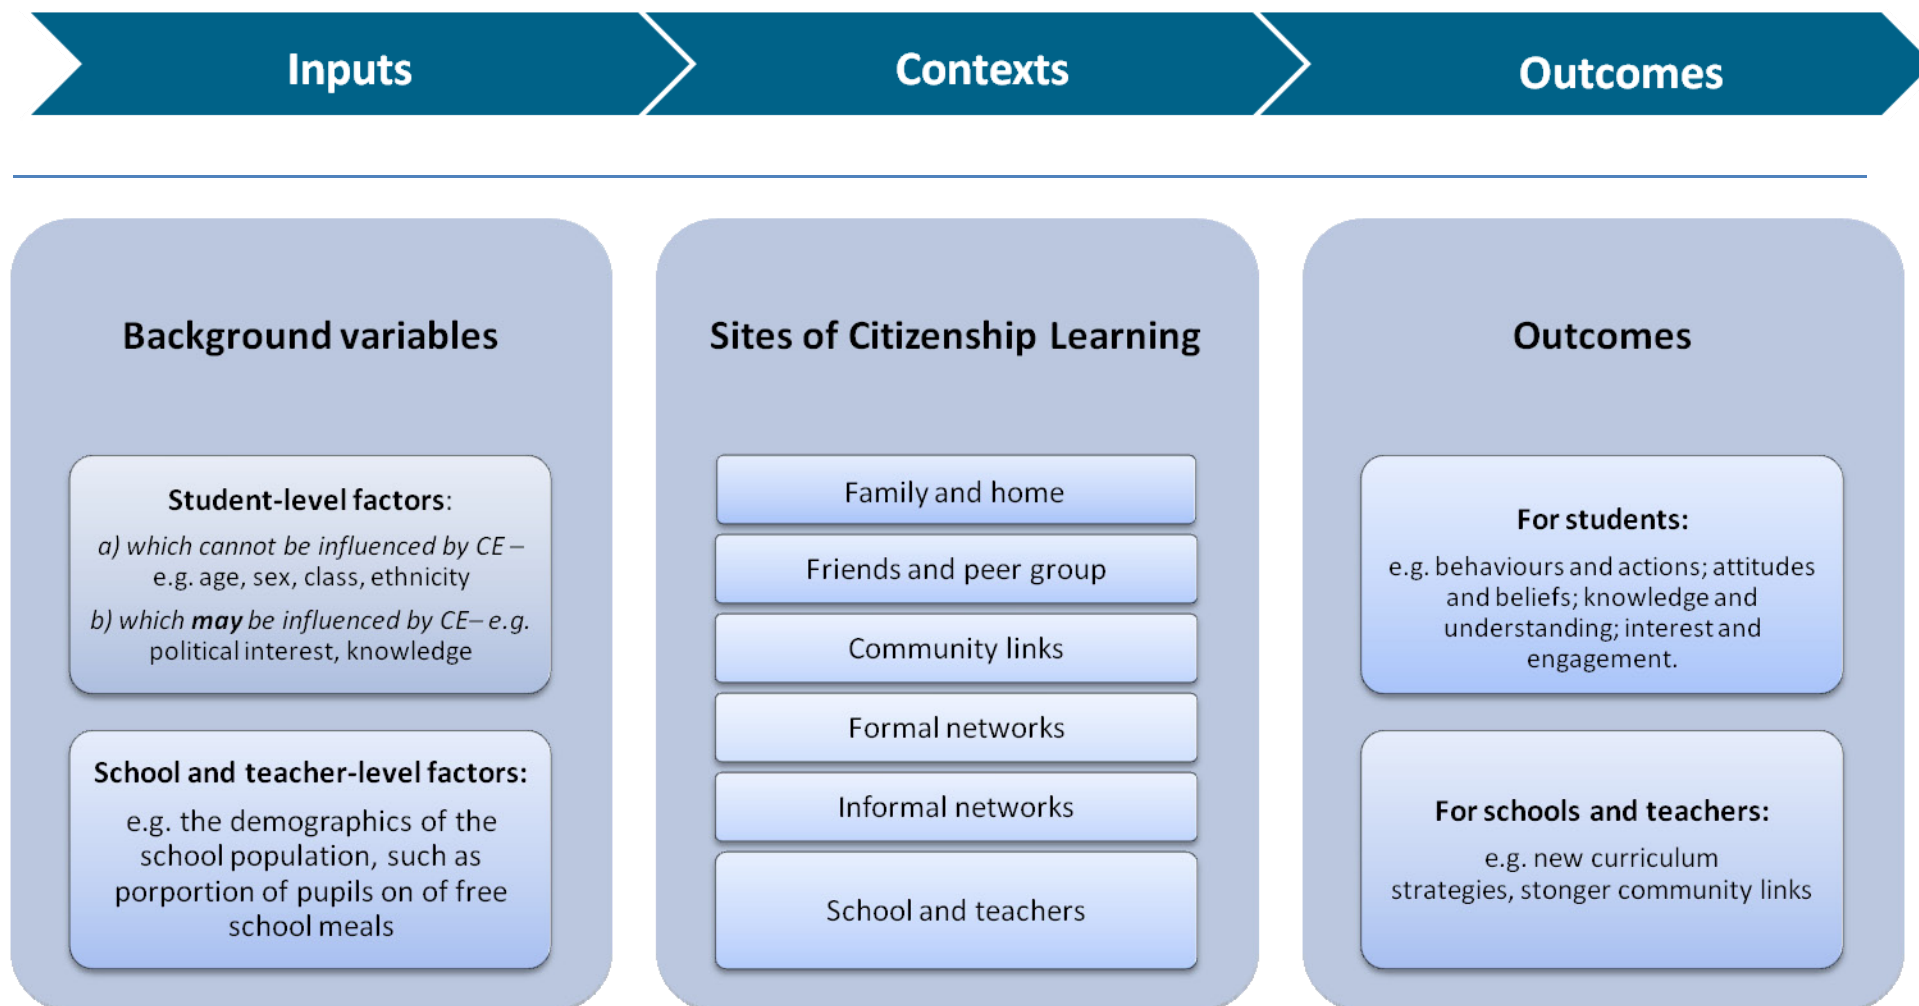 Inputs
Contexts
Outcomes
Background variables
Student-level factors:
a) which cannot be influenced by CE –
e.g. age, sex, class, ethnicity
b) which may be influenced by CE– e.g.
political interest, knowledge
School and teacher-level factors:
e.g. the demographics of the
school population, such as
porportion of pupils on of free
school meals
Sites of Citizenship Learning
Family and home
Friends and peer group
Community links
Formal networks
Informal networks
School and teachers
Outcomes
For students:
e.g. behaviours and actions; attitudes
and beliefs; knowledge and
understanding; interest and
engagement.
For schools and teachers:
e.g. new curriculum
strategies, stonger community links